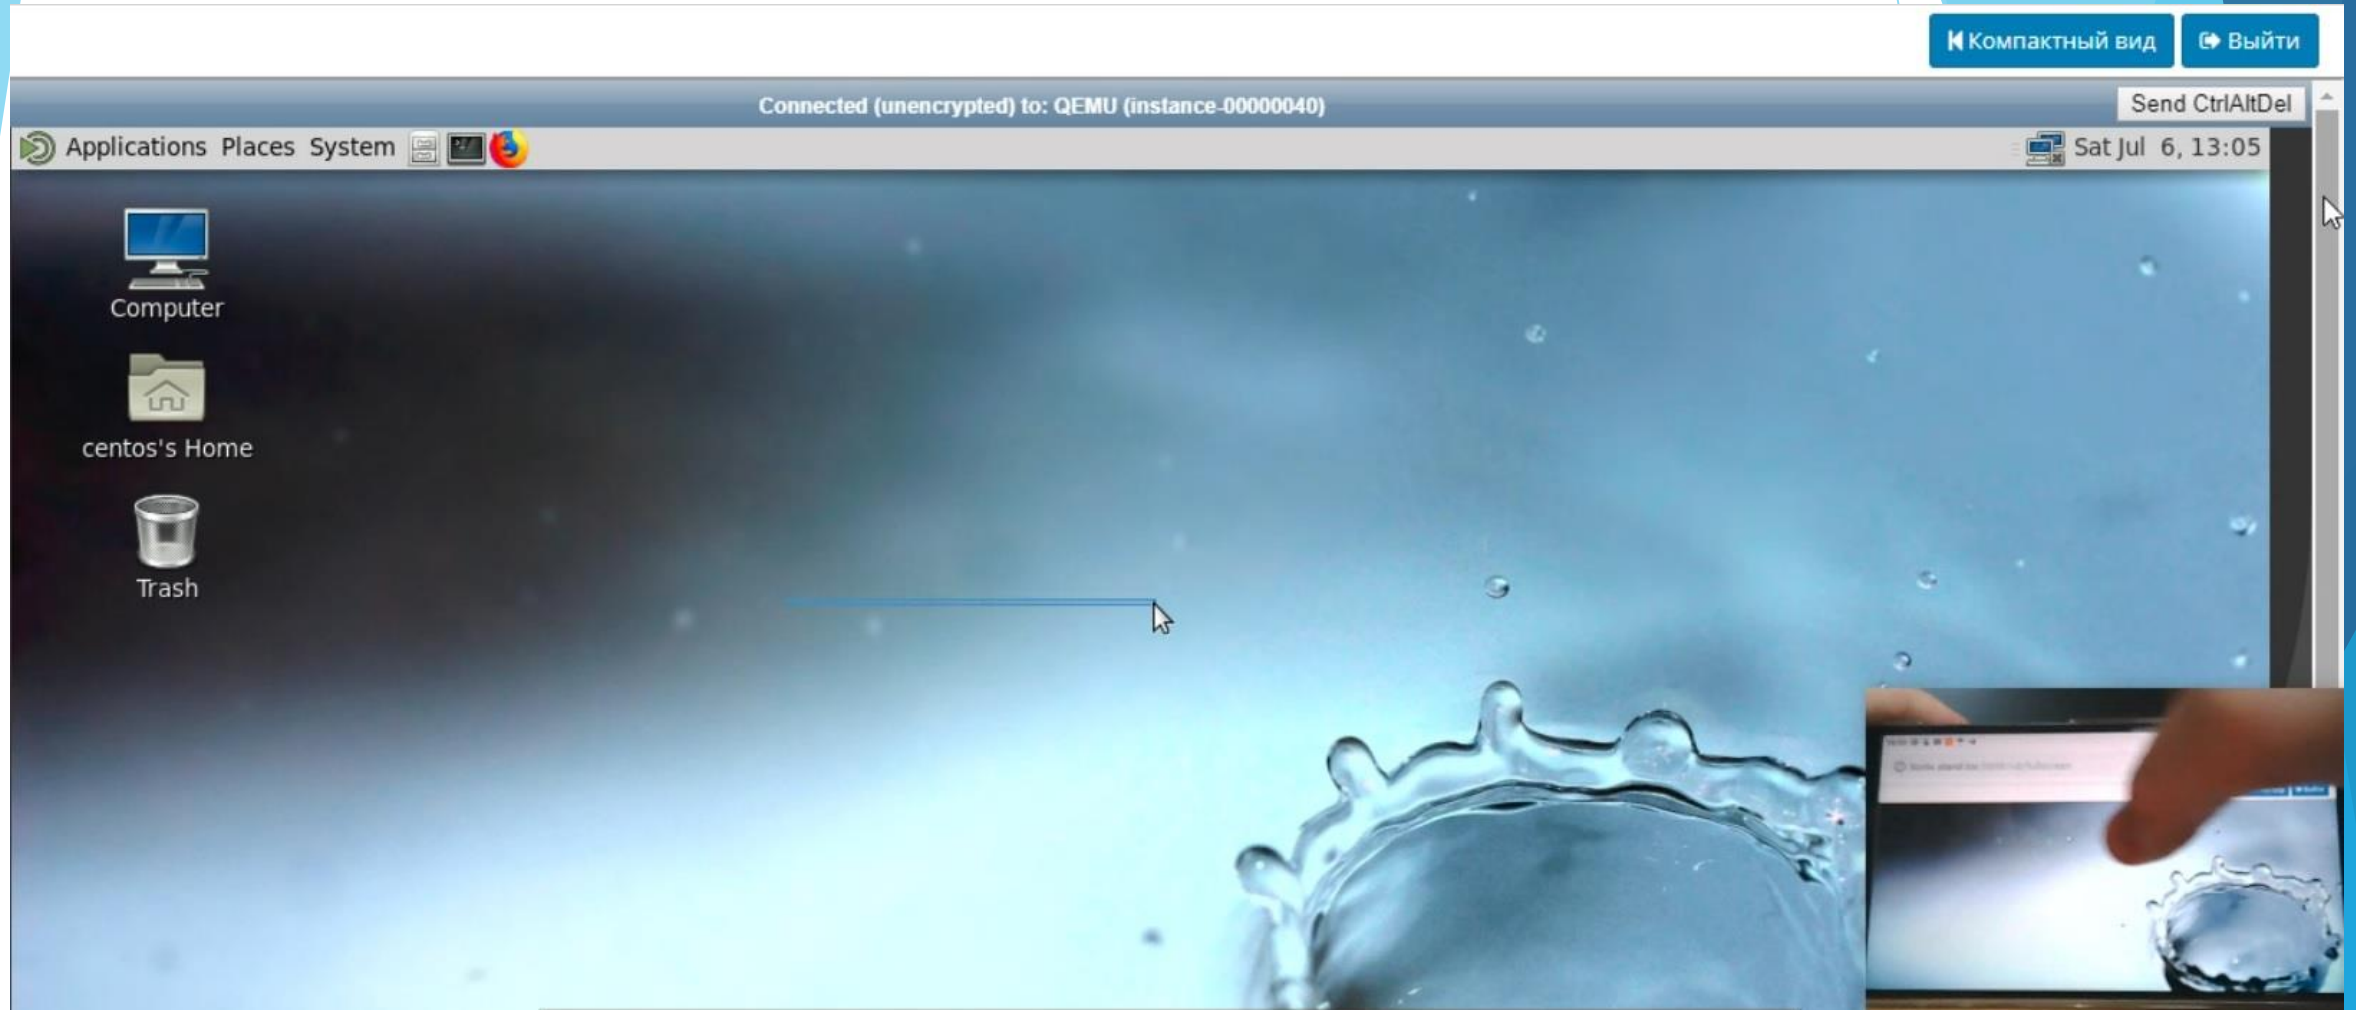 Компактный вид
Выйти
Connected (unencrypted) to: QEMU (instance-00000040)
Send CtrlAltDel
Applications Places System
Sat Jul 6, 13:05
Computer
centos's Home
Trash